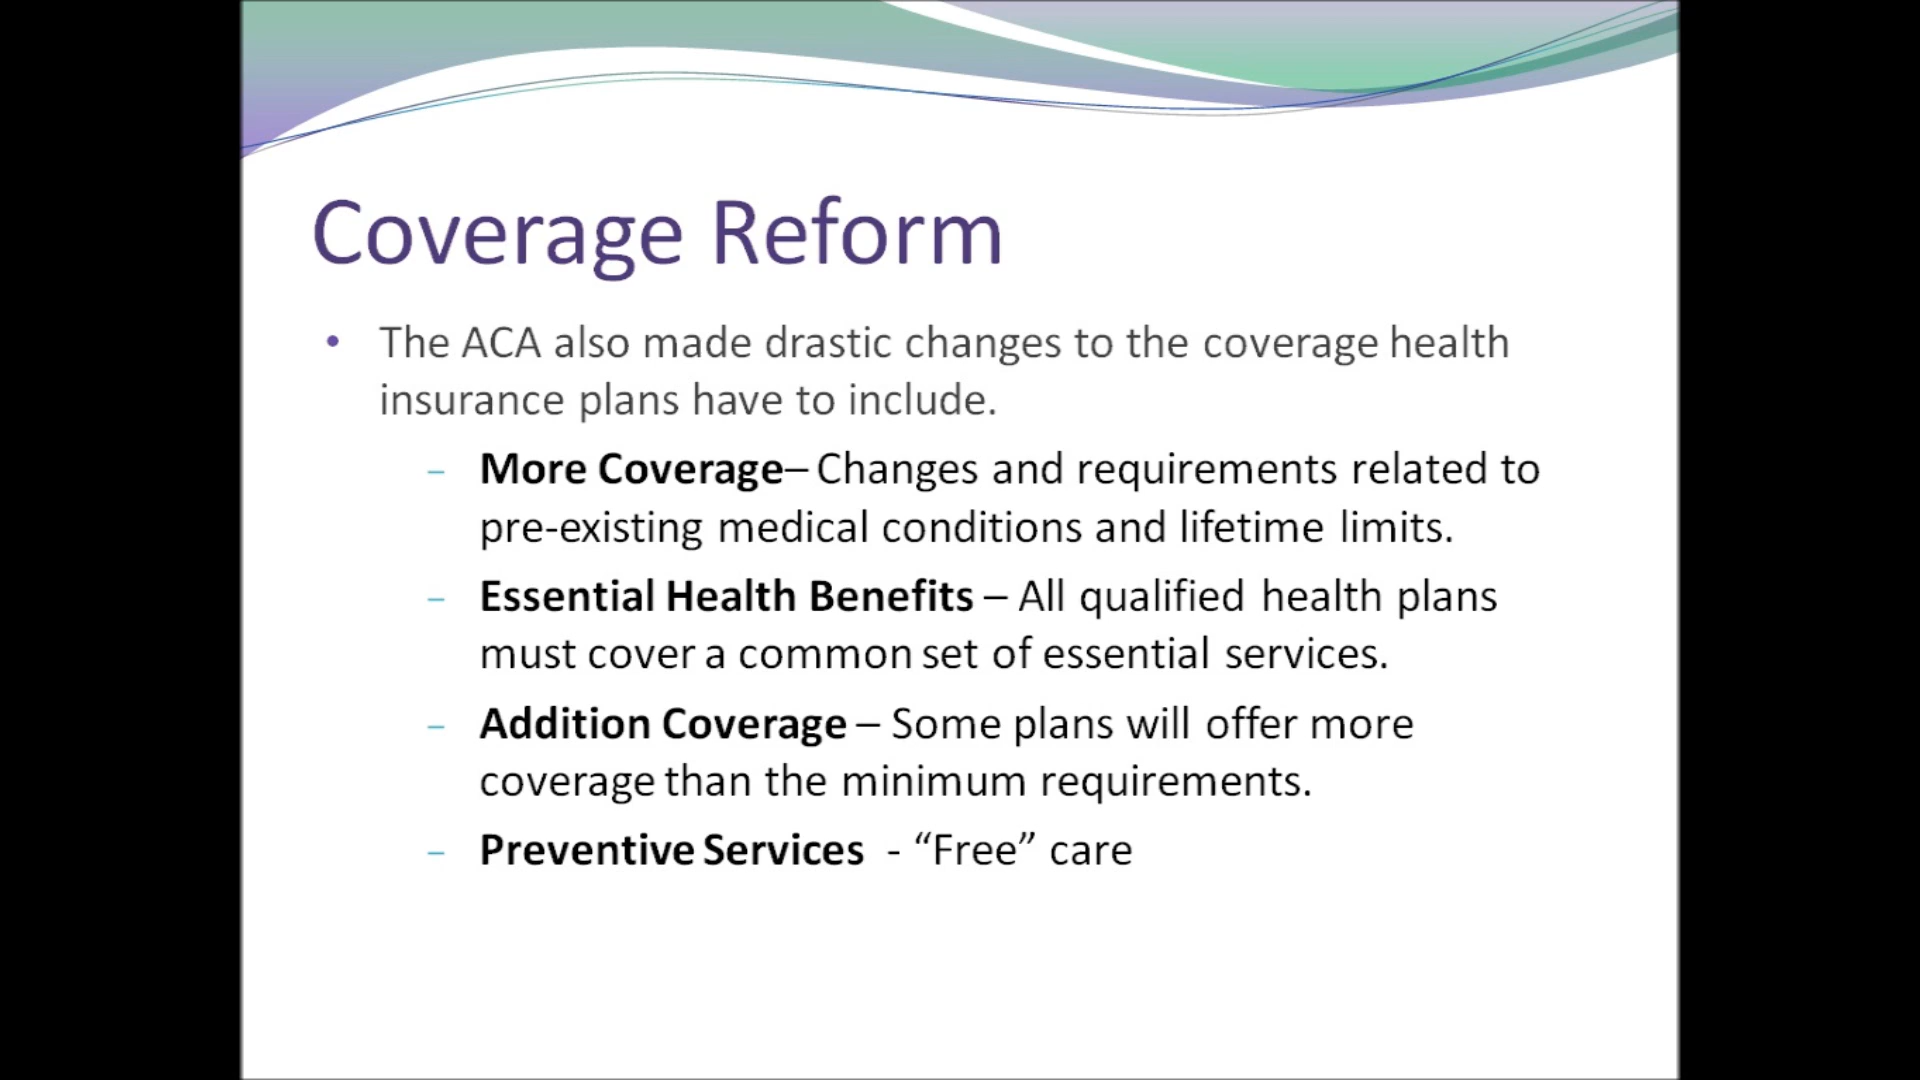 Coverage Reform
• The ACA also made drastic changes to the coverage health
insurance plans have to include.
– More Coverage– Changes and requirements related to
pre-existing medical conditions and lifetime limits.
– Essential Health Benefits – All qualified health plans
must cover a common set of essential services.
– Addition Coverage – Some plans will offer more
coverage than the minimum requirements.
– Preventive Services - “Free” care